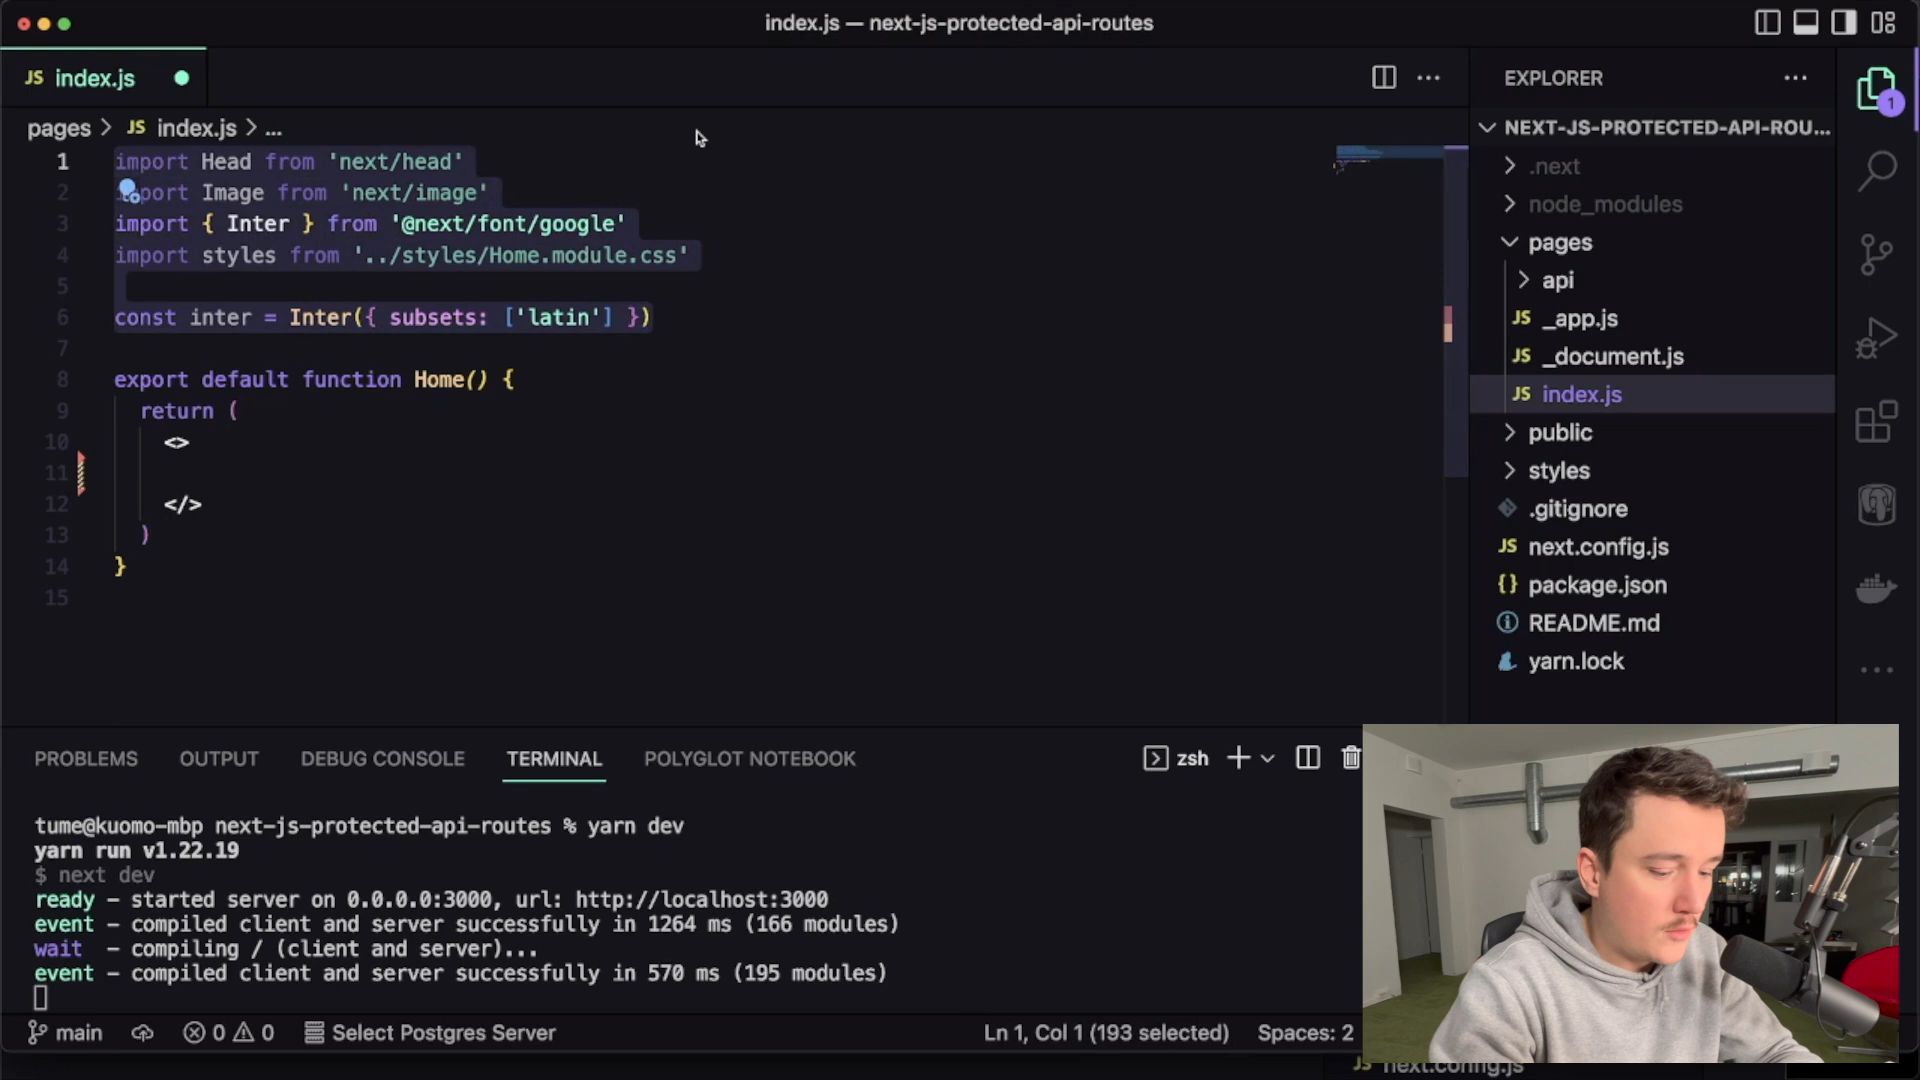 index.js — next-js-protected-api-routes
JS index.js
EXPLORER
pages > JS index.js > ...
1 import Head from 'next/head'
2 import Image from 'next/image'
3 import { Inter } from '@next/font/google'
4 import styles from '../styles/Home.module.css'
5
6 const inter = Inter({ subsets: ['latin'] })
7
8 export default function Home() {
9 return (
10 <>
11
12 </>
13 )
14 }
15
NEXT-JS-PROTECTED-API-ROU...
.next
node_modules
pages
api
JS _app.js
JS _document.js
JS index.js
public
styles
.gitignore
JS next.config.js
{} package.json
README.md
yarn.lock
1
PROBLEMS OUTPUT DEBUG CONSOLE TERMINAL POLYGLOT NOTEBOOK
zsh
tume@kuomo-mbp next-js-protected-api-routes % yarn dev
yarn run v1.22.19
$ next dev
ready - started server on 0.0.0.0:3000, url: http://localhost:3000
event - compiled client and server successfully in 1264 ms (166 modules)
wait - compiling / (client and server)...
event - compiled client and server successfully in 570 ms (195 modules)
main 0 0 Select Postgres Server Ln 1, Col 1 (193 selected) Spaces: 2
JS next.config.js